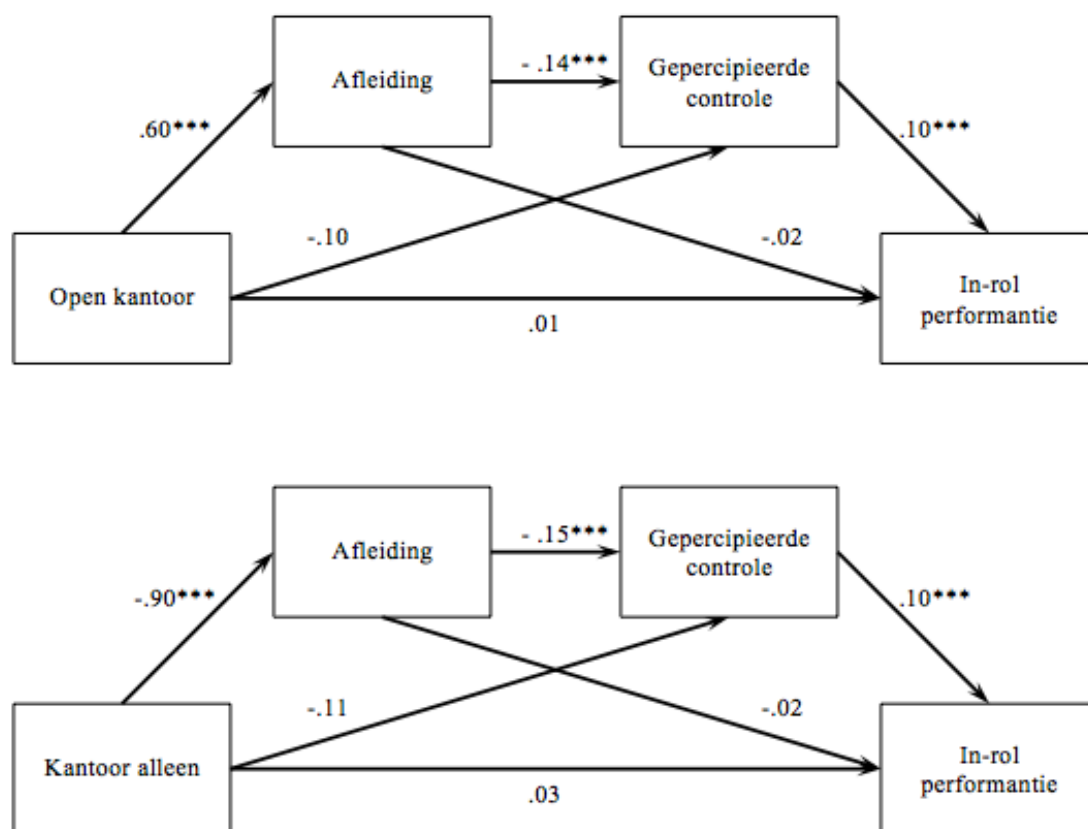 Afleiding
- .14***
Gepercipieerde
controle
.60***
.10***
-.10
-.02
Open kantoor
.01
In-rol
performantie
Afleiding
- .15***
Gepercipieerde
controle
-.90***
.10***
-.11
-.02
Kantoor alleen
.03
In-rol
performantie